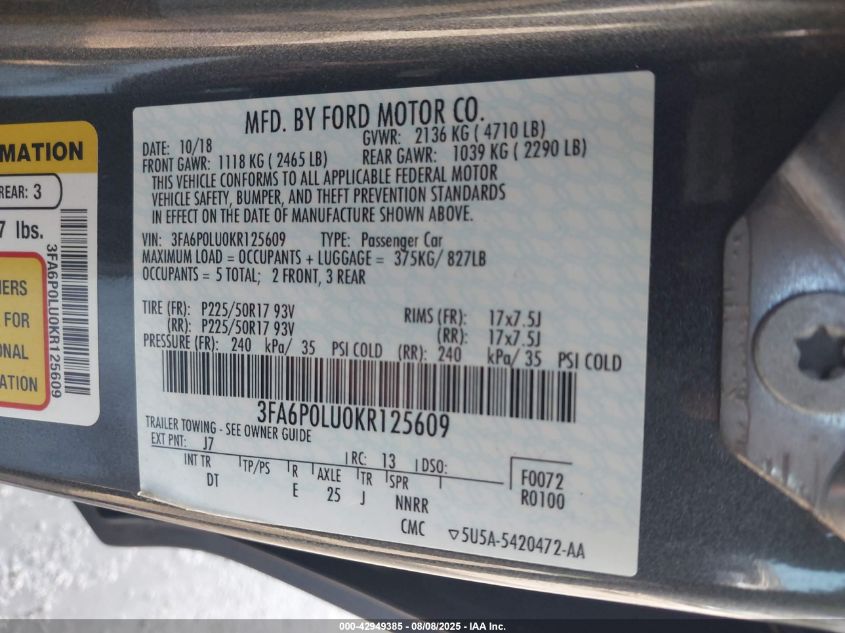 RMATION
REAR: 3
7 lbs.
3FA6P0LU0KR125609
ERS
FOR
ONAL
ATION
MFD. BY FORD MOTOR CO.
DATE: 10/18 GVWR: 2136 KG ( 4710 LB)
FRONT GAWR: 1118 KG ( 2465 LB) REAR GAWR: 1039 KG ( 2290 LB)
THIS VEHICLE CONFORMS TO ALL APPLICABLE FEDERAL MOTOR
VEHICLE SAFETY, BUMPER, AND THEFT PREVENTION STANDARDS
IN EFFECT ON THE DATE OF MANUFACTURE SHOWN ABOVE.
VIN: 3FA6P0LU0KR125609 TYPE: Passenger Car
MAXIMUM LOAD = OCCUPANTS + LUGGAGE = 375KG/ 827LB
OCCUPANTS = 5 TOTAL; 2 FRONT, 3 REAR
TIRE (FR): P225/50R17 93V RIMS (FR): 17x7.5J
(RR): P225/50R17 93V (RR): 17x7.5J
PRESSURE (FR): 240 kPa/ 35 PSI COLD (RR): 240 kPa/ 35 PSI COLD
3FA6P0LU0KR125609
TRAILER TOWING - SEE OWNER GUIDE
EXT PNT: J7 RC: 13 DSO: F0072
INT TR TP/PS R AXLE TR SPR R0100
DT E 25 J NNRR
CMC ▽5U5A-5420472-AA
000-42949385 - 08/08/2025 - IAA Inc.